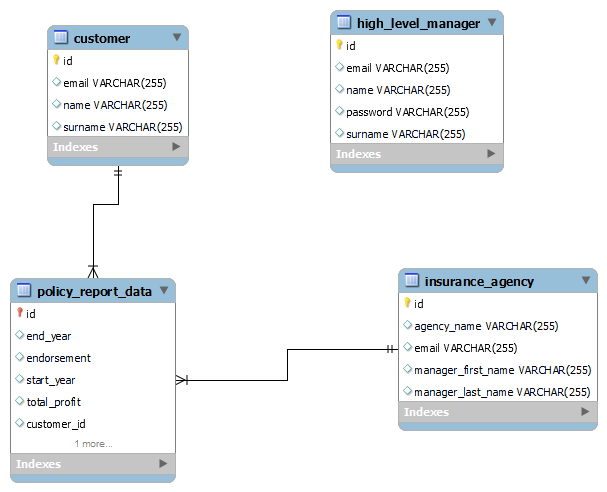 customer
id
email VARCHAR(255)
name VARCHAR(255)
surname VARCHAR(255)
Indexes
high_level_manager
id
email VARCHAR(255)
name VARCHAR(255)
password VARCHAR(255)
surname VARCHAR(255)
Indexes
policy_report_data
id
end_year
endorsement
start_year
total_profit
customer_id
1 more...
Indexes
insurance_agency
id
agency_name VARCHAR(255)
email VARCHAR(255)
manager_first_name VARCHAR(255)
manager_last_name VARCHAR(255)
Indexes